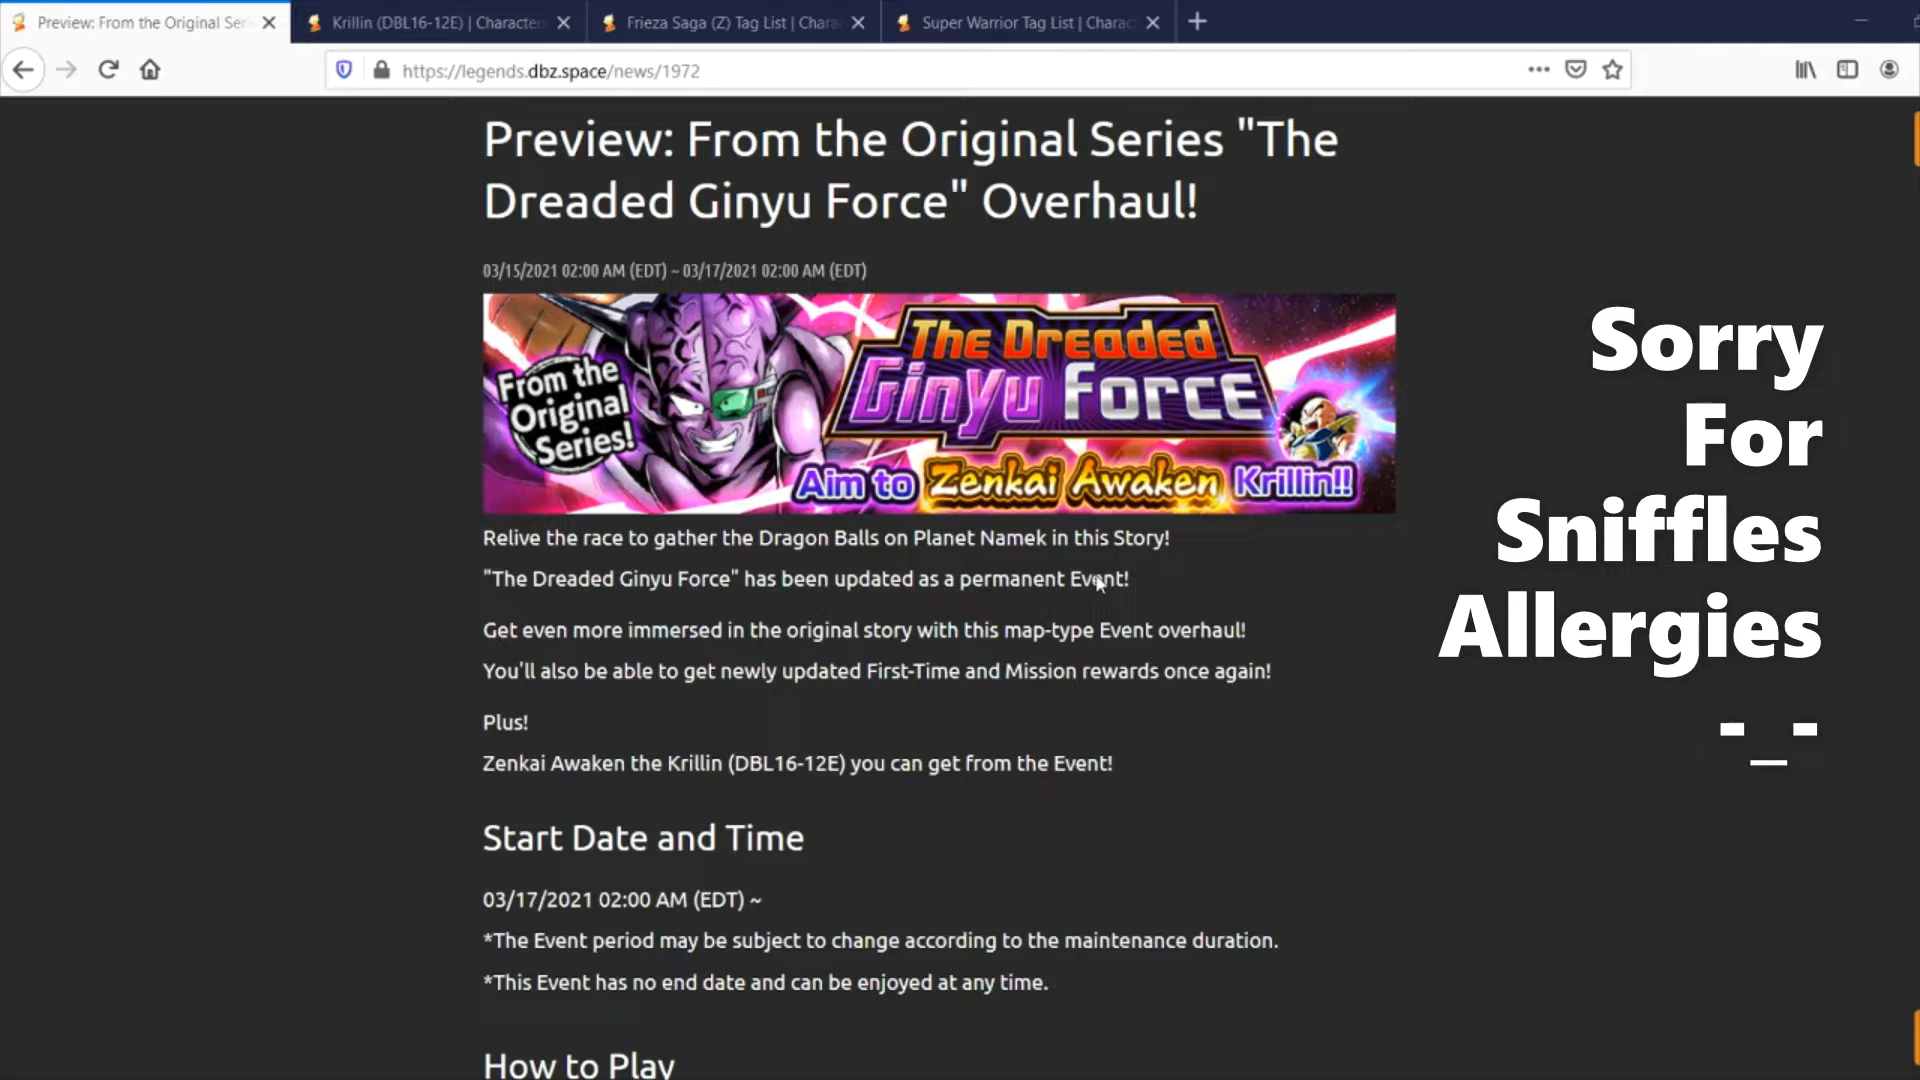 Preview: From the Original Seri
Krillin (DBL16-12E) | Character
Frieza Saga (Z) Tag List | Chara
Super Warrior Tag List | Charac
https://legends.dbz.space/news/1972
Preview: From the Original Series "The
Dreaded Ginyu Force" Overhaul!
03/15/2021 02:00 AM (EDT) ~ 03/17/2021 02:00 AM (EDT)
From the
Original
Series!
The Dreaded
Ginyu Force
Aim to Zenkai Awaken Krillin!!
Relive the race to gather the Dragon Balls on Planet Namek in this Story!
"The Dreaded Ginyu Force" has been updated as a permanent Event!
Get even more immersed in the original story with this map-type Event overhaul!
You'll also be able to get newly updated First-Time and Mission rewards once again!
Plus!
Zenkai Awaken the Krillin (DBL16-12E) you can get from the Event!
Start Date and Time
03/17/2021 02:00 AM (EDT) ~
*The Event period may be subject to change according to the maintenance duration.
*This Event has no end date and can be enjoyed at any time.
How to Play
Sorry
For
Sniffles
Allergies
-_-